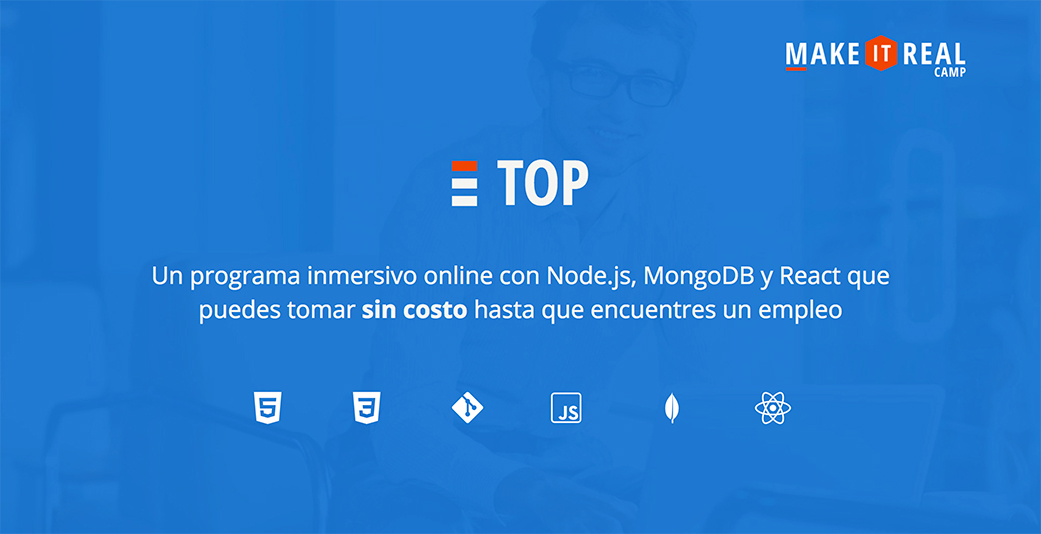 MAKE IT REAL
CAMP
TOP
Un programa inmersivo online con Node.js, MongoDB y React que
puedes tomar sin costo hasta que encuentres un empleo
5 3 JS